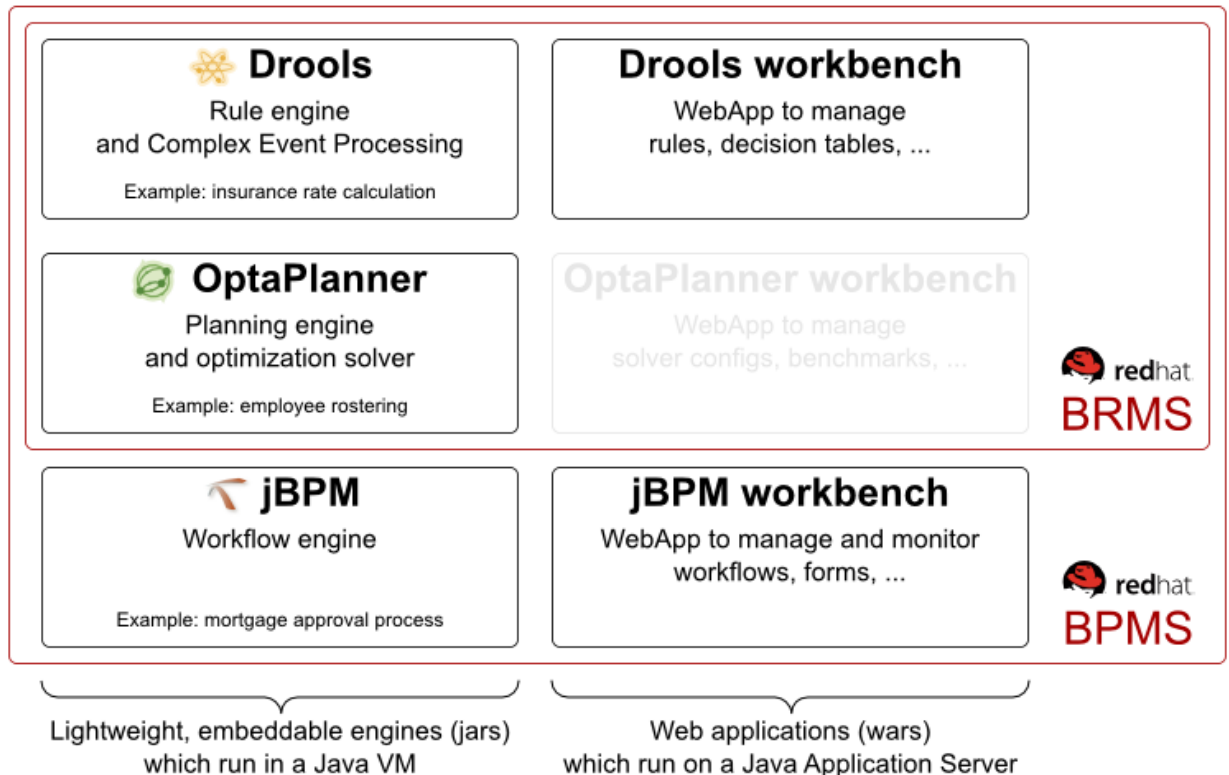 Drools
Rule engine
and Complex Event Processing
Example: insurance rate calculation
Drools workbench
WebApp to manage
rules, decision tables, ...
OptaPlanner
Planning engine
and optimization solver
Example: employee rostering
OptaPlanner workbench
WebApp to manage
solver configs, benchmarks, ...
redhat
BRMS
jBPM
Workflow engine
Example: mortgage approval process
jBPM workbench
WebApp to manage and monitor
workflows, forms, ...
redhat
BPMS
Lightweight, embeddable engines (jars)
which run in a Java VM
Web applications (wars)
which run on a Java Application Server